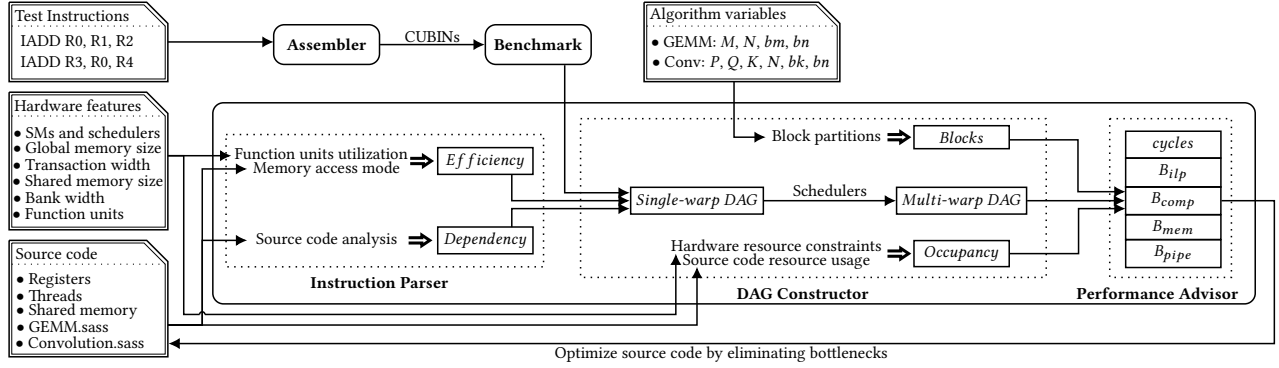 Test Instructions
IADD R0, R1, R2
IADD R3, R0, R4
Assembler
CUBINs
Benchmark
Algorithm variables
● GEMM: M, N, bm, bn
● Conv: P, Q, K, N, bk, bn
Hardware features
● SMs and schedulers
● Global memory size
● Transaction width
● Shared memory size
● Bank width
● Function units
Source code
● Registers
● Threads
● Shared memory
● GEMM.sass
● Convolution.sass
Function units utilization
Memory access mode
Efficiency
Source code analysis
Dependency
Instruction Parser
Block partitions
Blocks
Single-warp DAG
Schedulers
Multi-warp DAG
Hardware resource constraints
Source code resource usage
Occupancy
DAG Constructor
cycles
B_ilp
B_comp
B_mem
B_pipe
Performance Advisor
Optimize source code by eliminating bottlenecks